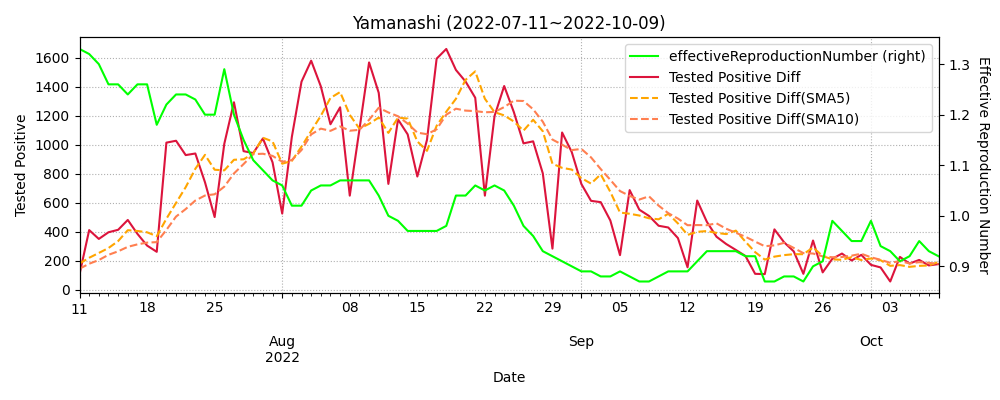 Yamanashi (2022-07-11~2022-10-09)
effectiveReproductionNumber (right)
Tested Positive Diff
Tested Positive Diff(SMA5)
Tested Positive Diff(SMA10)
Tested Positive
1600
1400
1200
1000
800
600
400
200
0
1.3
1.2
1.1
1.0
0.9
Effective Reproduction Number
11 18 25 08 15 22 29 05 12 19 26 03
Aug Sep Oct
2022
Date